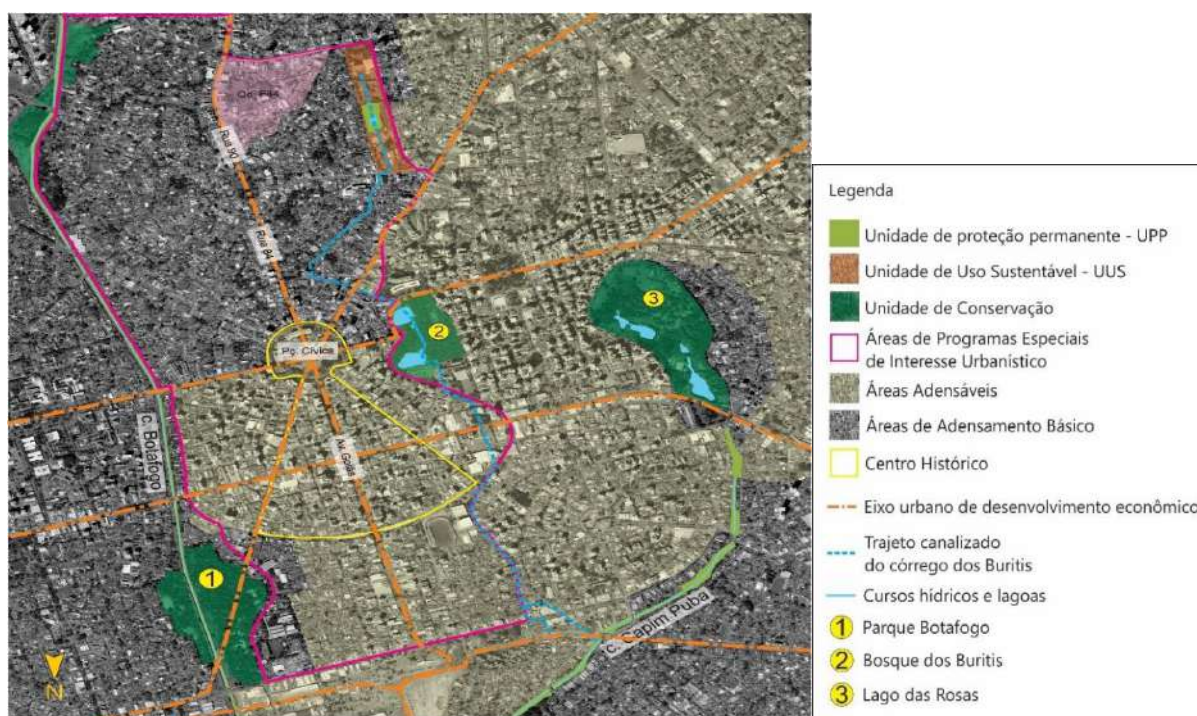 Qd. F44
Rua 90
Rua 84
Pç. Cívica
Av. Goiás
c. Botafogo
c. Capim Puba
1
2
3
N
Legenda
Unidade de proteção permanente - UPP
Unidade de Uso Sustentável - UUS
Unidade de Conservação
Áreas de Programas Especiais
de Interesse Urbanístico
Áreas Adensáveis
Áreas de Adensamento Básico
Centro Histórico
Eixo urbano de desenvolvimento econômico
Trajeto canalizado
do córrego dos Buritis
Cursos hídricos e lagoas
1 Parque Botafogo
2 Bosque dos Buritis
3 Lago das Rosas